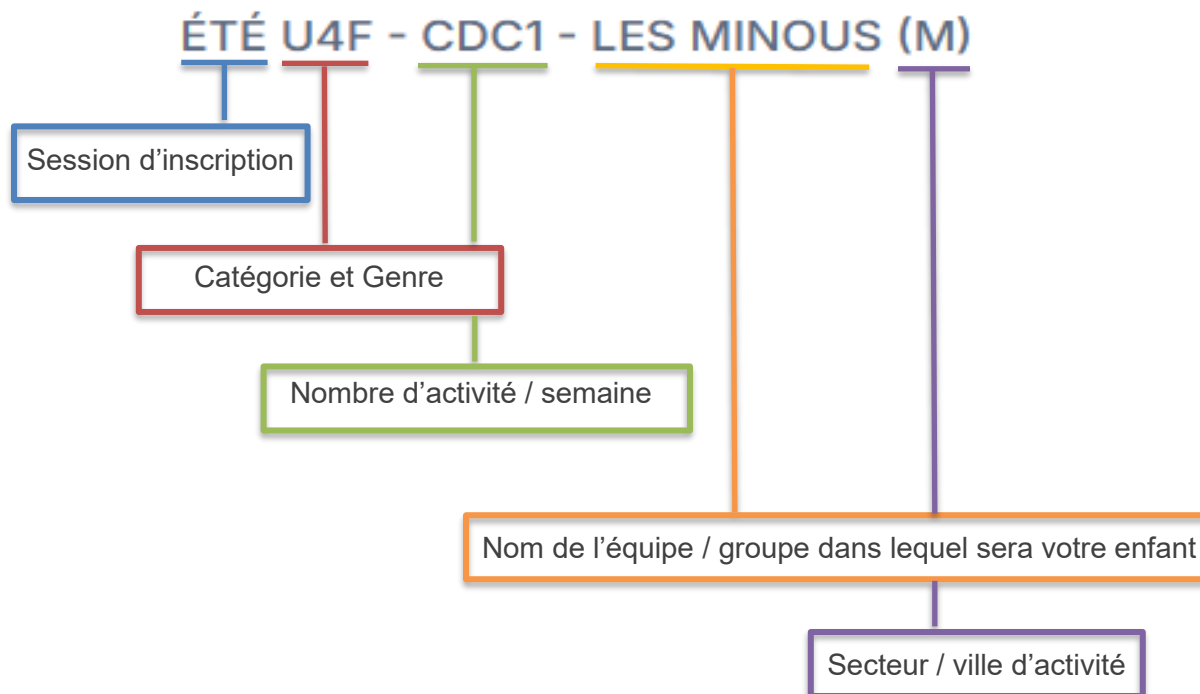 ÉTÉ U4F - CDC1 - LES MINOUS (M)
Session d’inscription
Catégorie et Genre
Nombre d’activité / semaine
Nom de l’équipe / groupe dans lequel sera votre enfant
Secteur / ville d’activité